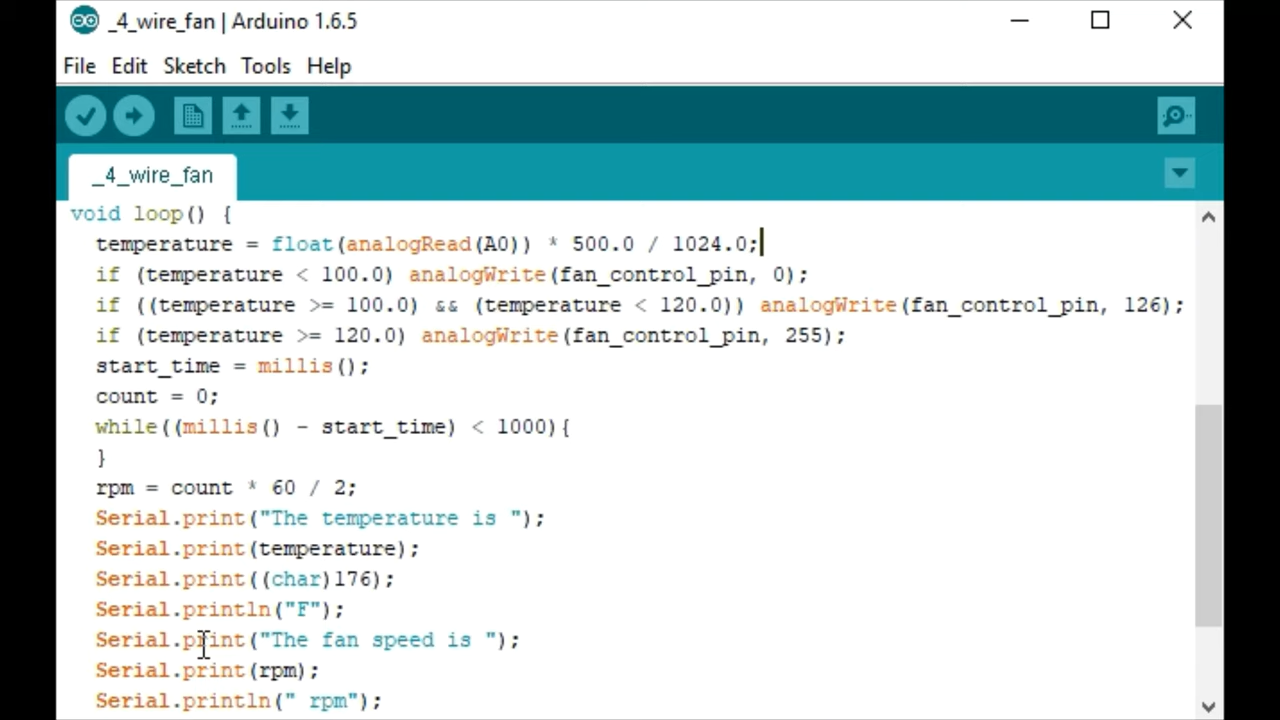 _4_wire_fan | Arduino 1.6.5
File Edit Sketch Tools Help
_4_wire_fan
void loop() {
  temperature = float(analogRead(A0)) * 500.0 / 1024.0;
  if (temperature < 100.0) analogWrite(fan_control_pin, 0);
  if ((temperature >= 100.0) && (temperature < 120.0)) analogWrite(fan_control_pin, 126);
  if (temperature >= 120.0) analogWrite(fan_control_pin, 255);
  start_time = millis();
  count = 0;
  while((millis() - start_time) < 1000){
  }
  rpm = count * 60 / 2;
  Serial.print("The temperature is ");
  Serial.print(temperature);
  Serial.print((char)176);
  Serial.println("F");
  Serial.print("The fan speed is ");
  Serial.print(rpm);
  Serial.println(" rpm");